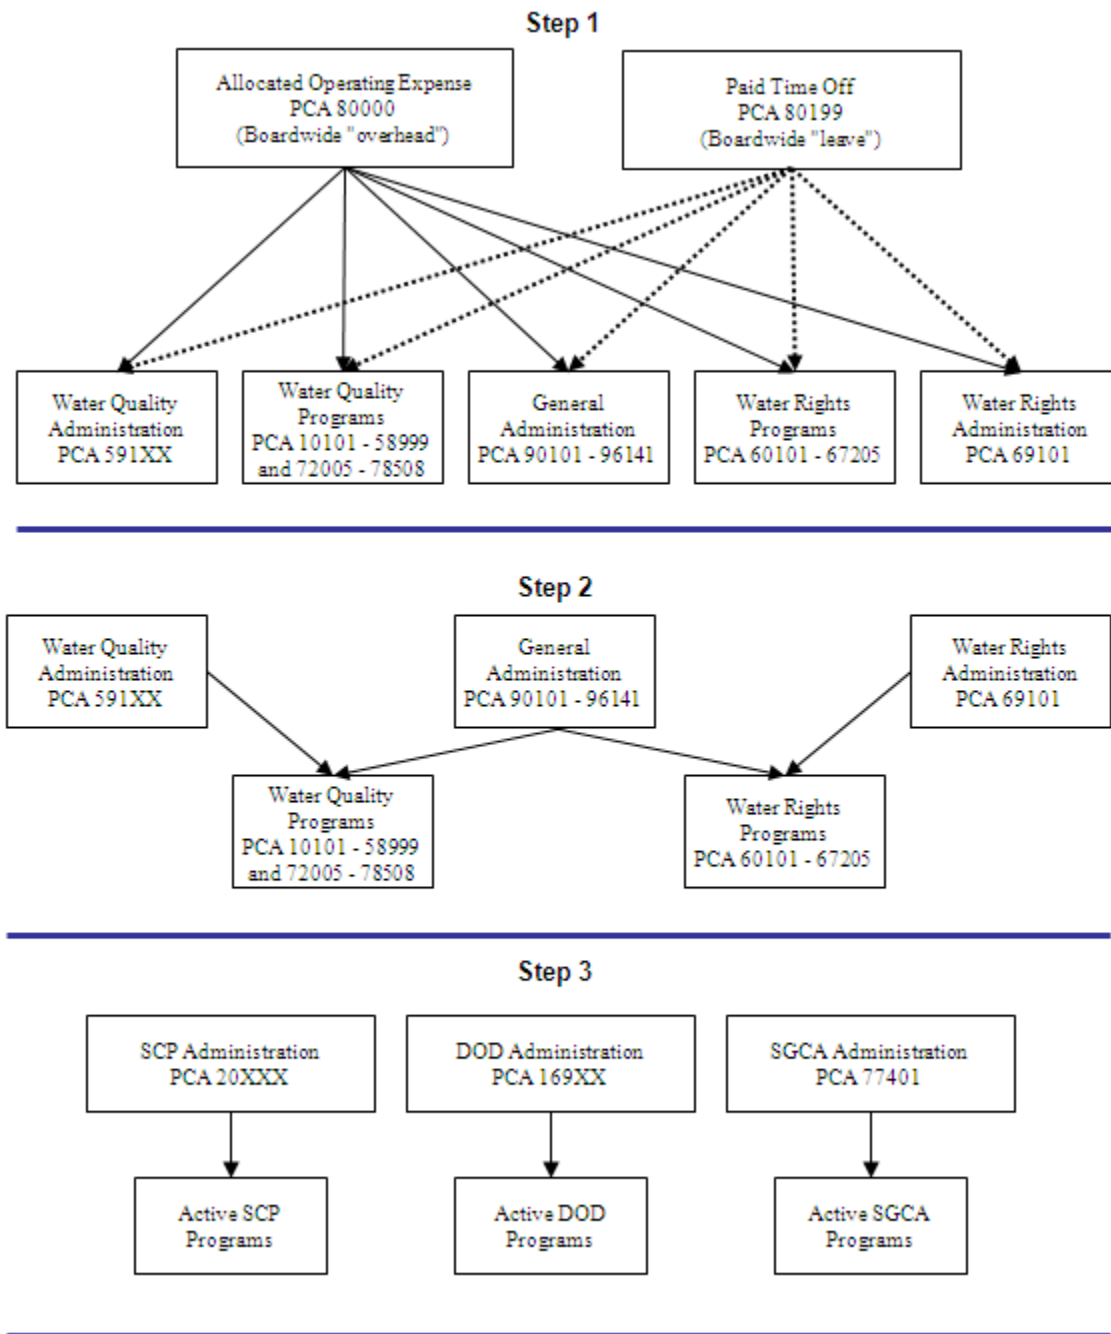 Step 1
Allocated Operating Expense
PCA 80000
(Boardwide "overhead")
Paid Time Off
PCA 80199
(Boardwide "leave")
Water Quality
Administration
PCA 591XX
Water Quality
Programs
PCA 10101 - 58999
and 72005 - 78508
General
Administration
PCA 90101 - 96141
Water Rights
Programs
PCA 60101 - 67205
Water Rights
Administration
PCA 69101
Step 2
Water Quality
Administration
PCA 591XX
General
Administration
PCA 90101 - 96141
Water Rights
Administration
PCA 69101
Water Quality
Programs
PCA 10101 - 58999
and 72005 - 78508
Water Rights
Programs
PCA 60101 - 67205
Step 3
SCP Administration
PCA 20XXX
DOD Administration
PCA 169XX
SGCA Administration
PCA 77401
Active SCP
Programs
Active DOD
Programs
Active SGCA
Programs